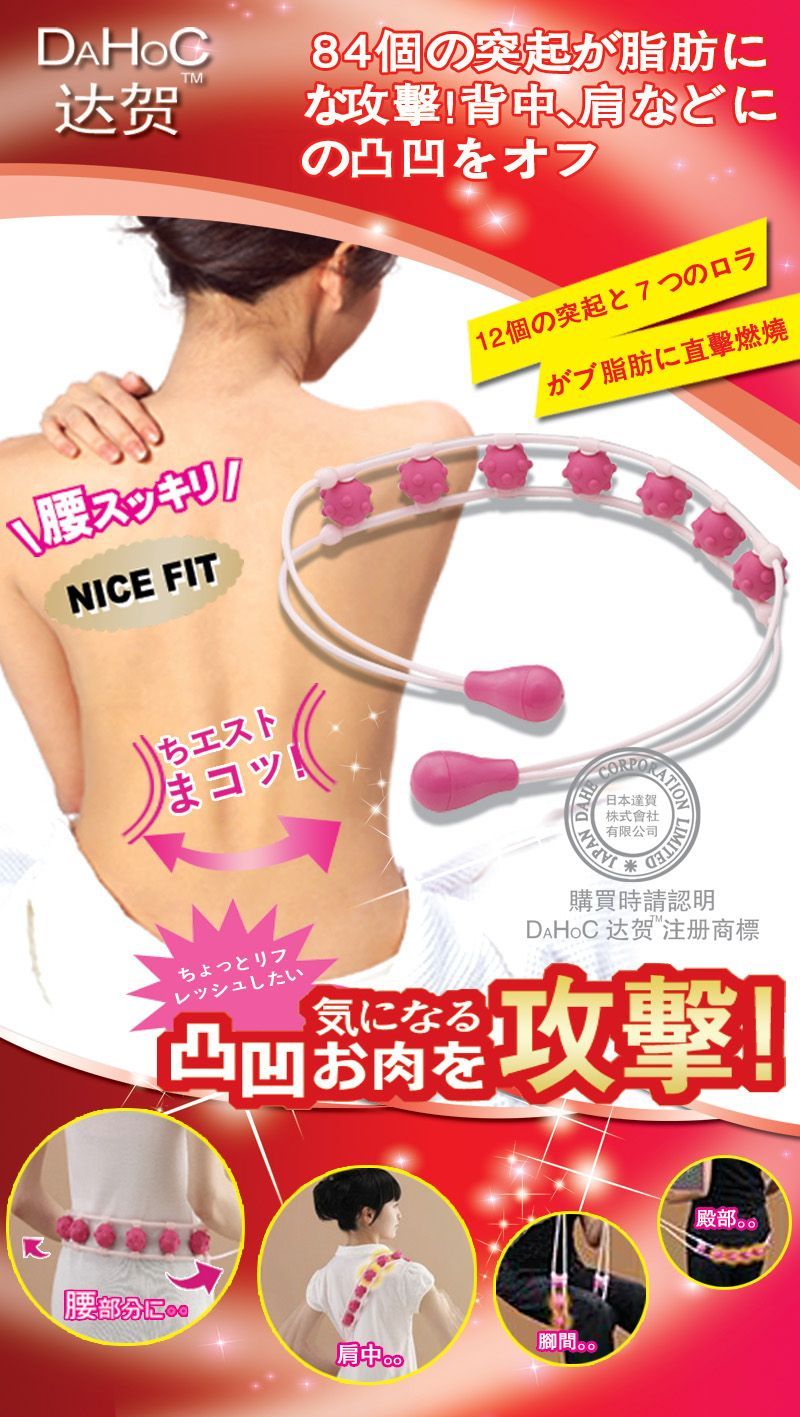 DAHOC™
达贺
84個の突起が脂肪に
な攻擊!背中、肩などに
の凸凹をオフ
12個の突起と7つのロラ
がブ脂肪に直擊燃燒
\腰スッキリ/
NICE FIT
ちエスト
まコッ!
JAPAN DAHE CORPORATION LIMITED
日本達賀
株式會社
有限公司
購買時請認明
DAHOC 达贺™注册商標
ちょっとリフ
レッシュしたい
気になる
凸凹お肉を攻擊!
腰部分に。。
肩中。。
腳間。。
殿部。。